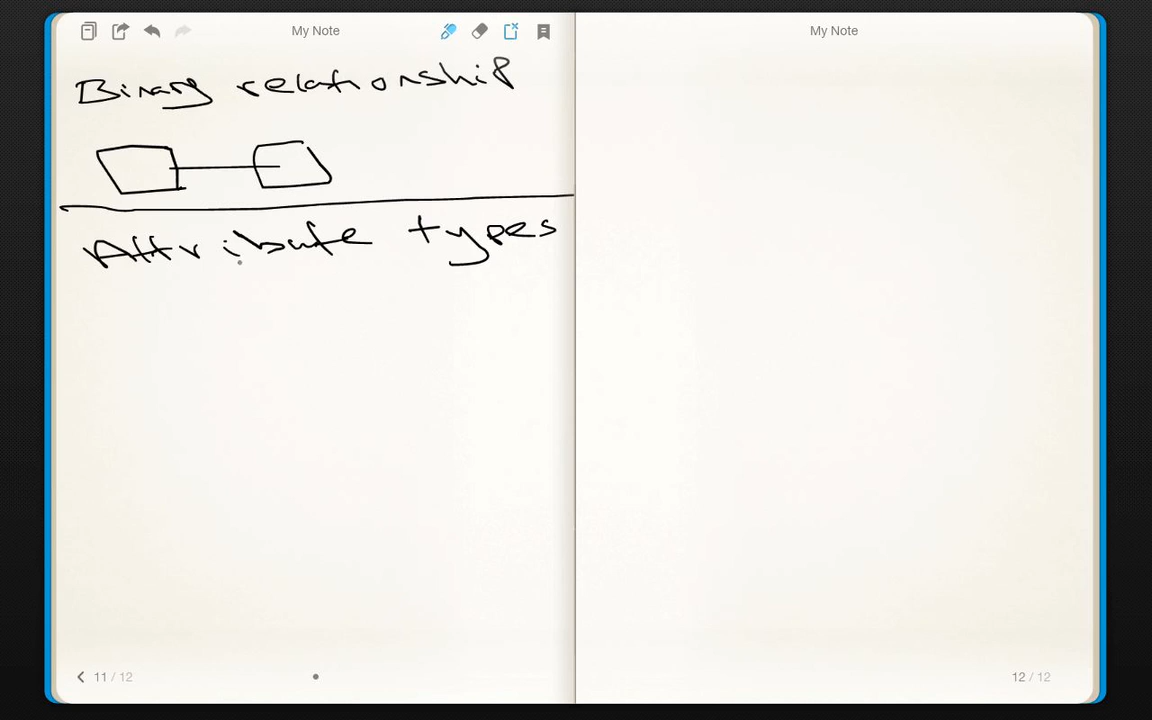 My Note
My Note
Binary relationship
Attribute types
11 / 12
12 / 12